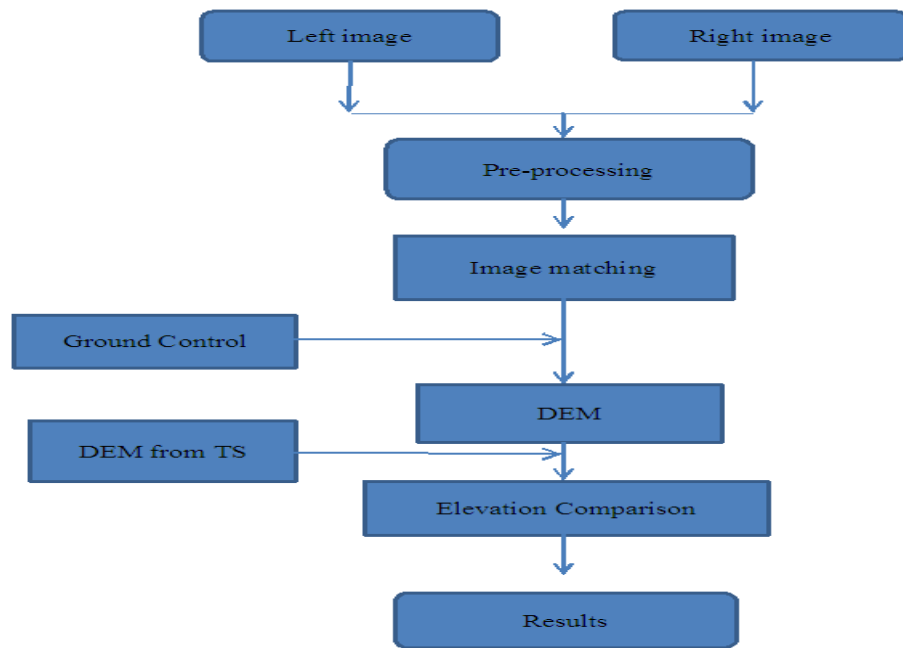 Left image
Right image
Pre-processing
Image matching
Ground Control
DEM
DEM from TS
Elevation Comparison
Results